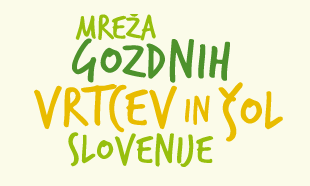 MREŽA
GOZDNIH
VRTCEV IN ŠOL
SLOVENIJE